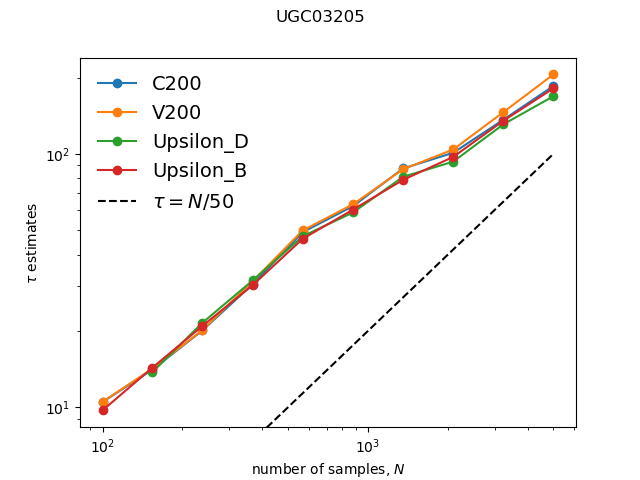 UGC03205
C200
V200
Upsilon_D
Upsilon_B
τ = N/50
10²
10¹
τ estimates
10² 10³
number of samples, N